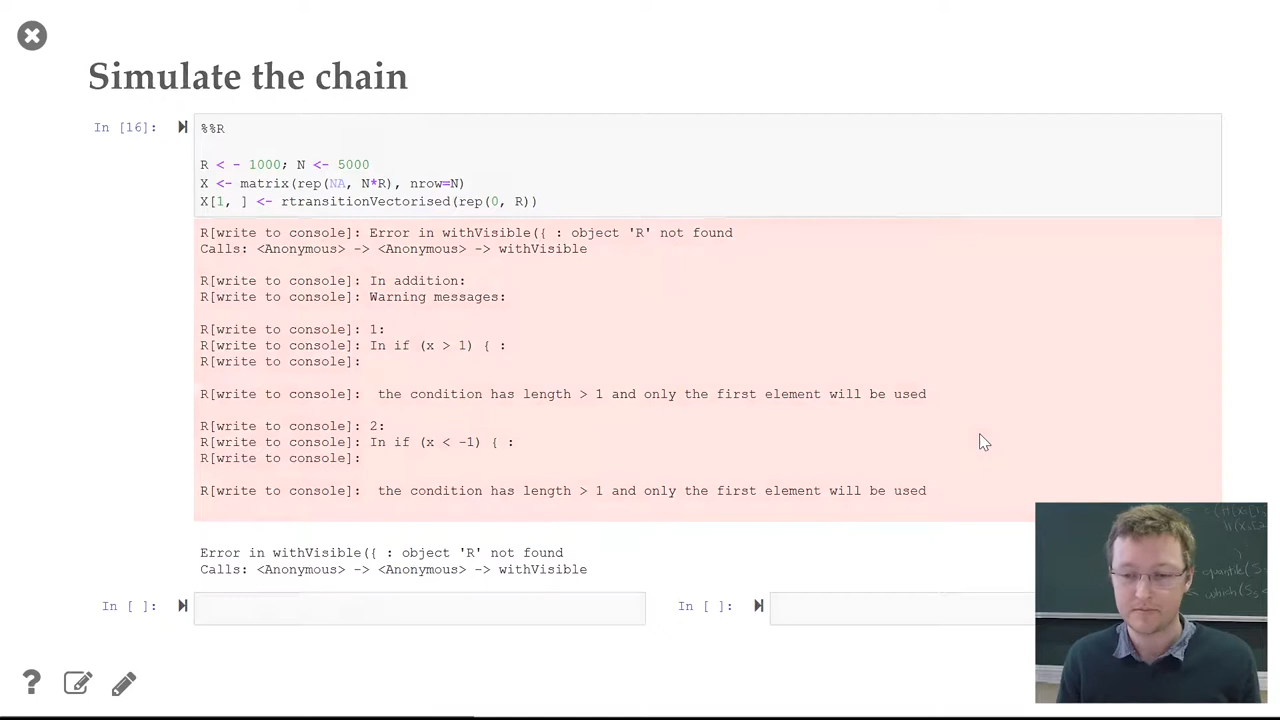 Simulate the chain
In [16]:
%%R
R < - 1000; N <- 5000
X <- matrix(rep(NA, N*R), nrow=N)
X[1, ] <- rtransitionVectorised(rep(0, R))
R[write to console]: Error in withVisible({ : object 'R' not found
Calls: <Anonymous> -> <Anonymous> -> withVisible
R[write to console]: In addition:
R[write to console]: Warning messages:
R[write to console]: 1:
R[write to console]: In if (x > 1) { :
R[write to console]:
R[write to console]:  the condition has length > 1 and only the first element will be used
R[write to console]: 2:
R[write to console]: In if (x < -1) { :
R[write to console]:
R[write to console]:  the condition has length > 1 and only the first element will be used
Error in withVisible({ : object 'R' not found
Calls: <Anonymous> -> <Anonymous> -> withVisible
In [ ]:
In [ ]:
quantile(
which(